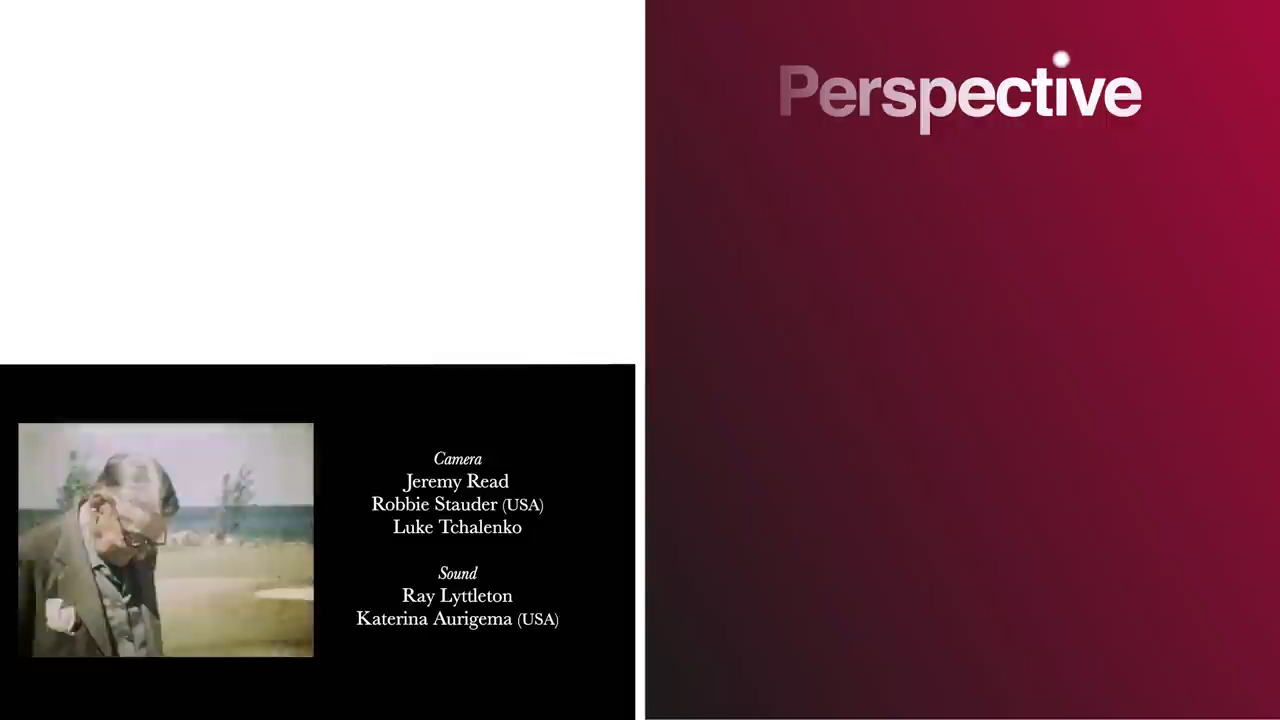 Perspective
Camera
Jeremy Read
Robbie Stauder (USA)
Luke Tchalenko
Sound
Ray Lyttleton
Katerina Aurigema (USA)